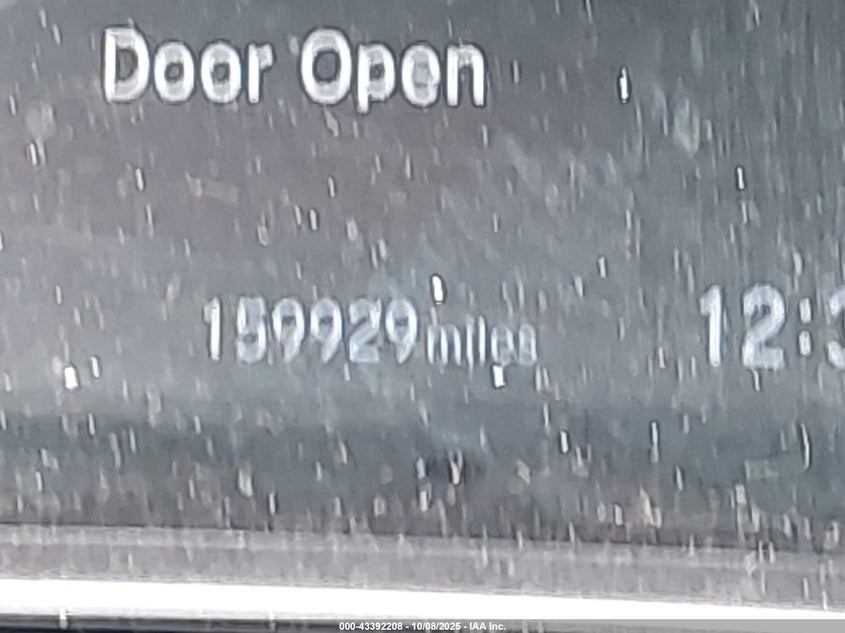 Door Open
159929 miles
000-43392208 - 10/08/2025 - IAA Inc.